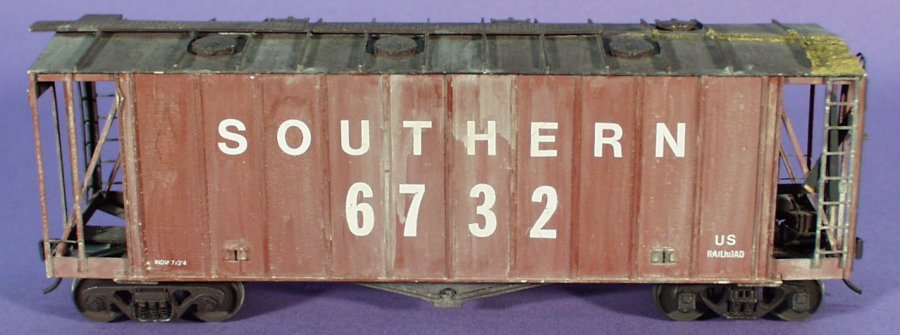 SOUTHERN
6732
US
RAILROAD